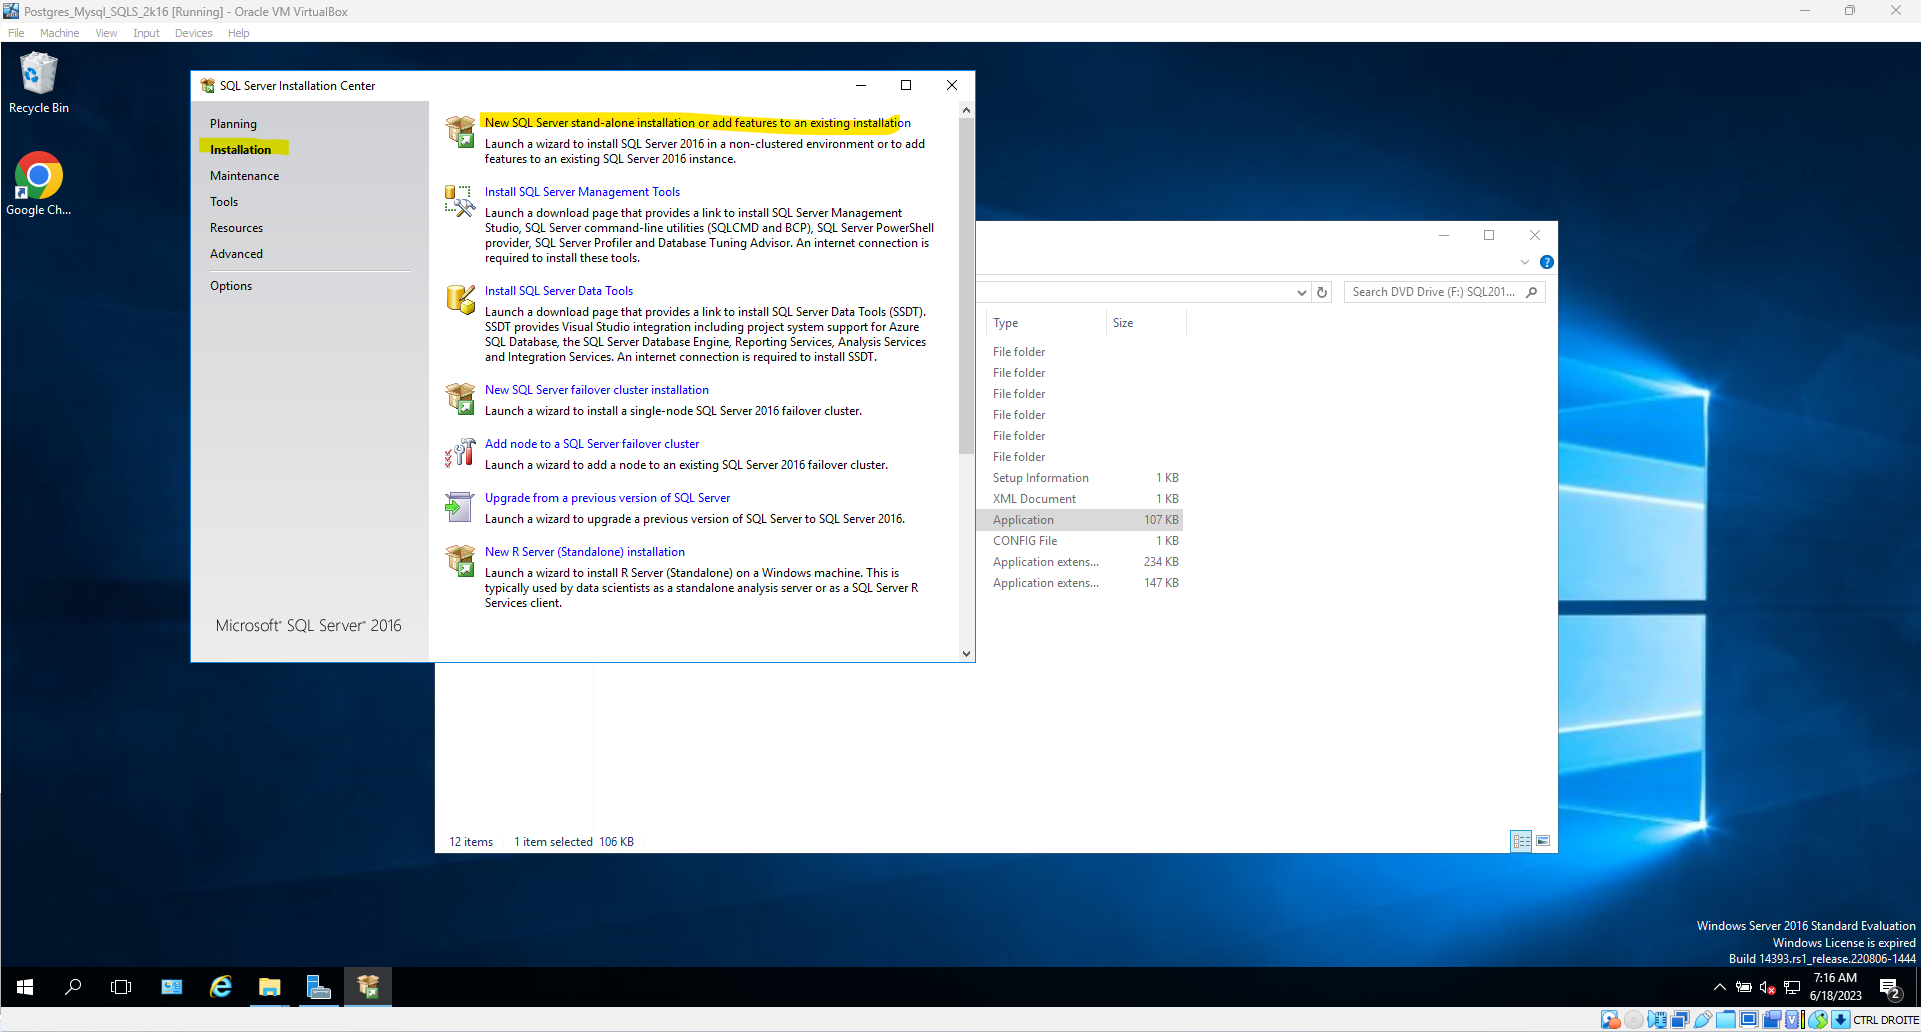 Postgres_Mysql_SQLS_2k16 [Running] - Oracle VM VirtualBox
File Machine View Input Devices Help
Recycle Bin
Google Ch...
SQL Server Installation Center
Planning
Installation
Maintenance
Tools
Resources
Advanced
Options
Microsoft SQL Server 2016
New SQL Server stand-alone installation or add features to an existing installation
Launch a wizard to install SQL Server 2016 in a non-clustered environment or to add
features to an existing SQL Server 2016 instance.
Install SQL Server Management Tools
Launch a download page that provides a link to install SQL Server Management
Studio, SQL Server command-line utilities (SQLCMD and BCP), SQL Server PowerShell
provider, SQL Server Profiler and Database Tuning Advisor. An internet connection is
required to install these tools.
Install SQL Server Data Tools
Launch a download page that provides a link to install SQL Server Data Tools (SSDT).
SSDT provides Visual Studio integration including project system support for Azure
SQL Database, the SQL Server Database Engine, Reporting Services, Analysis Services
and Integration Services. An internet connection is required to install SSDT.
New SQL Server failover cluster installation
Launch a wizard to install a single-node SQL Server 2016 failover cluster.
Add node to a SQL Server failover cluster
Launch a wizard to add a node to an existing SQL Server 2016 failover cluster.
Upgrade from a previous version of SQL Server
Launch a wizard to upgrade a previous version of SQL Server to SQL Server 2016.
New R Server (Standalone) installation
Launch a wizard to install R Server (Standalone) on a Windows machine. This is
typically used by data scientists as a standalone analysis server or as a SQL Server R
Services client.
Search DVD Drive (F:) SQL201...
Type Size
File folder
File folder
File folder
File folder
File folder
File folder
Setup Information 1 KB
XML Document 1 KB
Application 107 KB
CONFIG File 1 KB
Application extens... 234 KB
Application extens... 147 KB
12 items 1 item selected 106 KB
Windows Server 2016 Standard Evaluation
Windows License is expired
Build 14393.rs1_release.220806-1444
7:16 AM
6/18/2023
2
CTRL DROITE